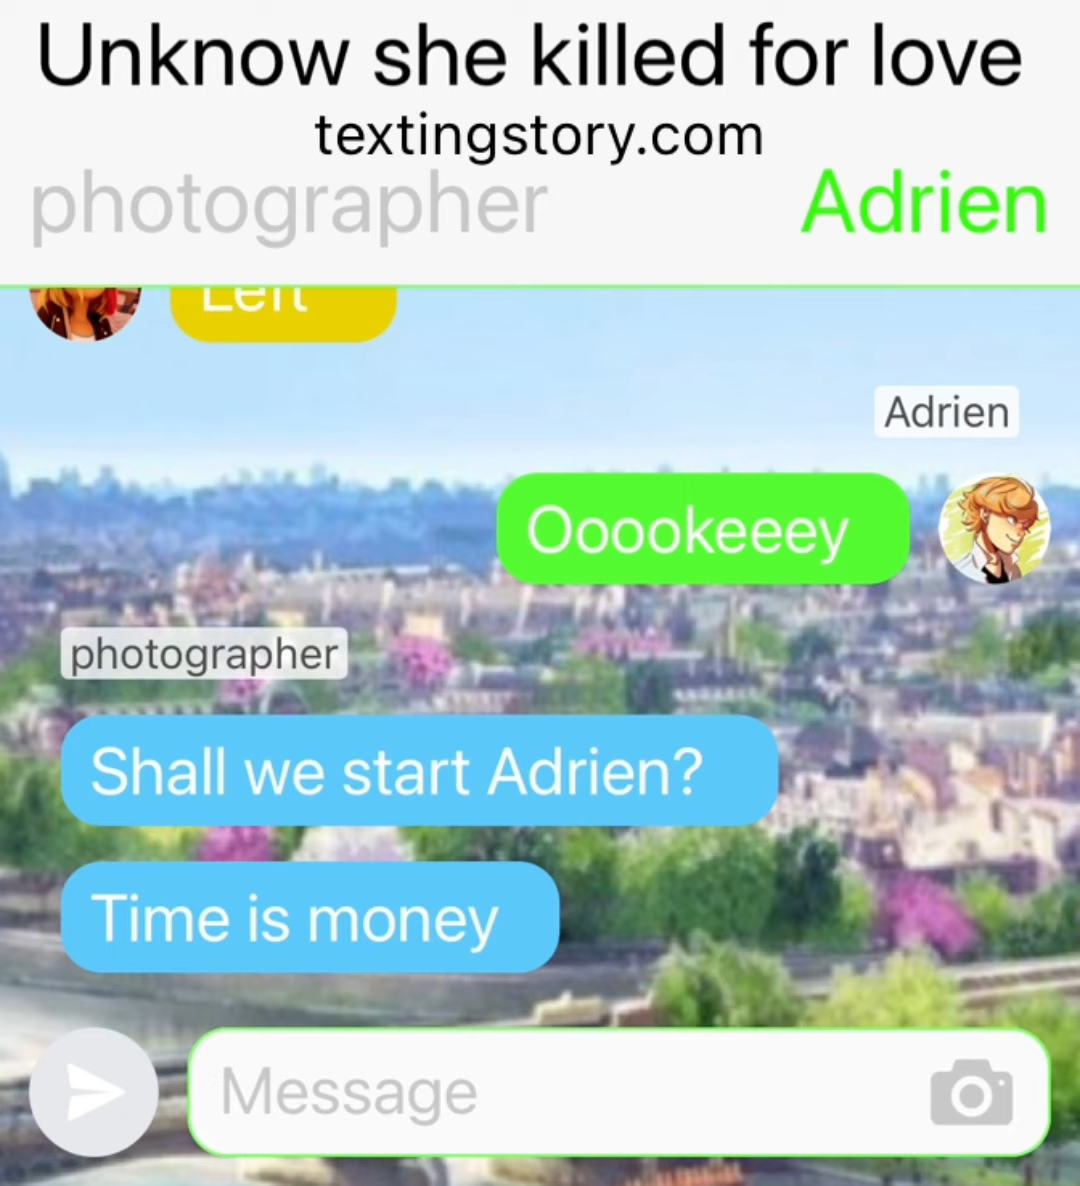 Unknow she killed for love
textingstory.com
photographer Adrien
Left
Adrien
Ooookeeey
photographer
Shall we start Adrien?
Time is money
Message